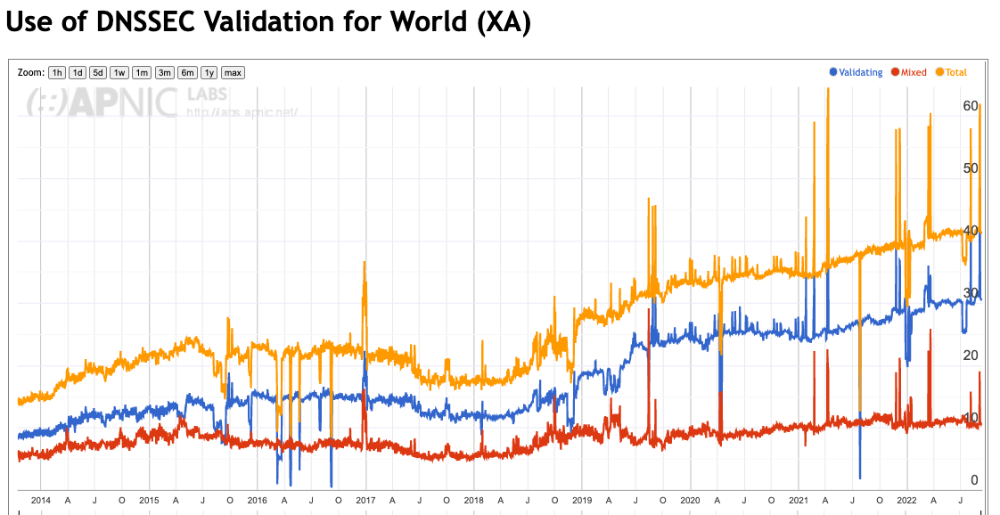 Use of DNSSEC Validation for World (XA)
Zoom: 1h 1d 5d 1w 1m 3m 6m 1y max
Validating Mixed Total
(::)APNIC LABS
http://labs.apnic.net/
60
50
40
30
20
10
0
2014 A J O 2015 A J O 2016 A J O 2017 A J O 2018 A J O 2019 A J O 2020 A J O 2021 A J O 2022 A J